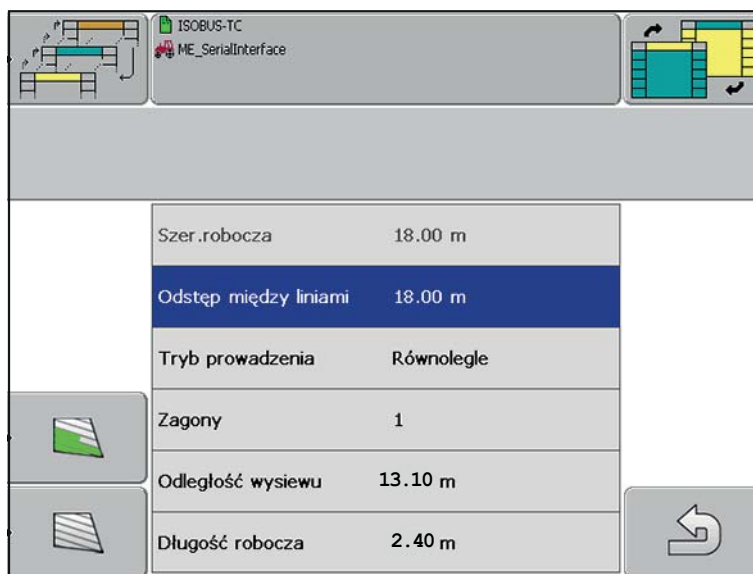 ISOBUS-TC
ME_SerialInterface
Szer.robocza 18.00 m
Odstęp między liniami 18.00 m
Tryb prowadzenia Równolegle
Zagony 1
Odległość wysiewu 13.10 m
Długość robocza 2.40 m